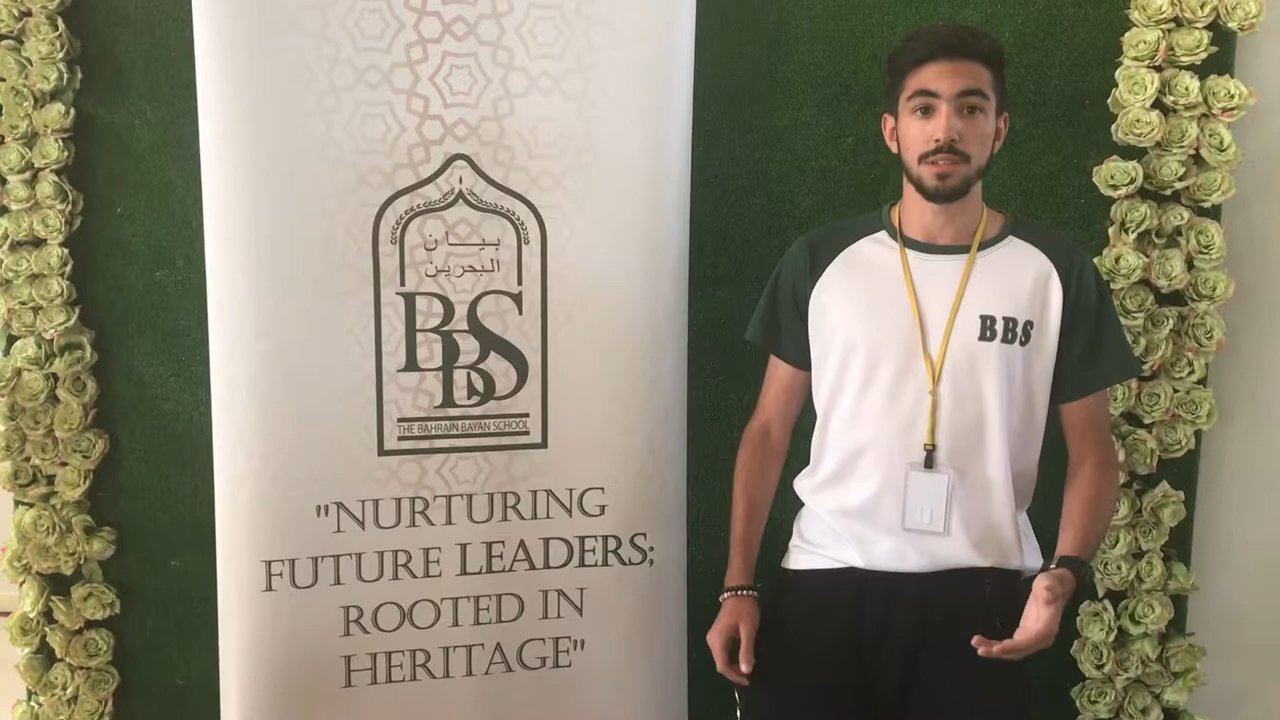 بيان
البحرين
BBS
THE BAHRAIN BAYAN SCHOOL
"NURTURING
FUTURE LEADERS;
ROOTED IN
HERITAGE"
BBS